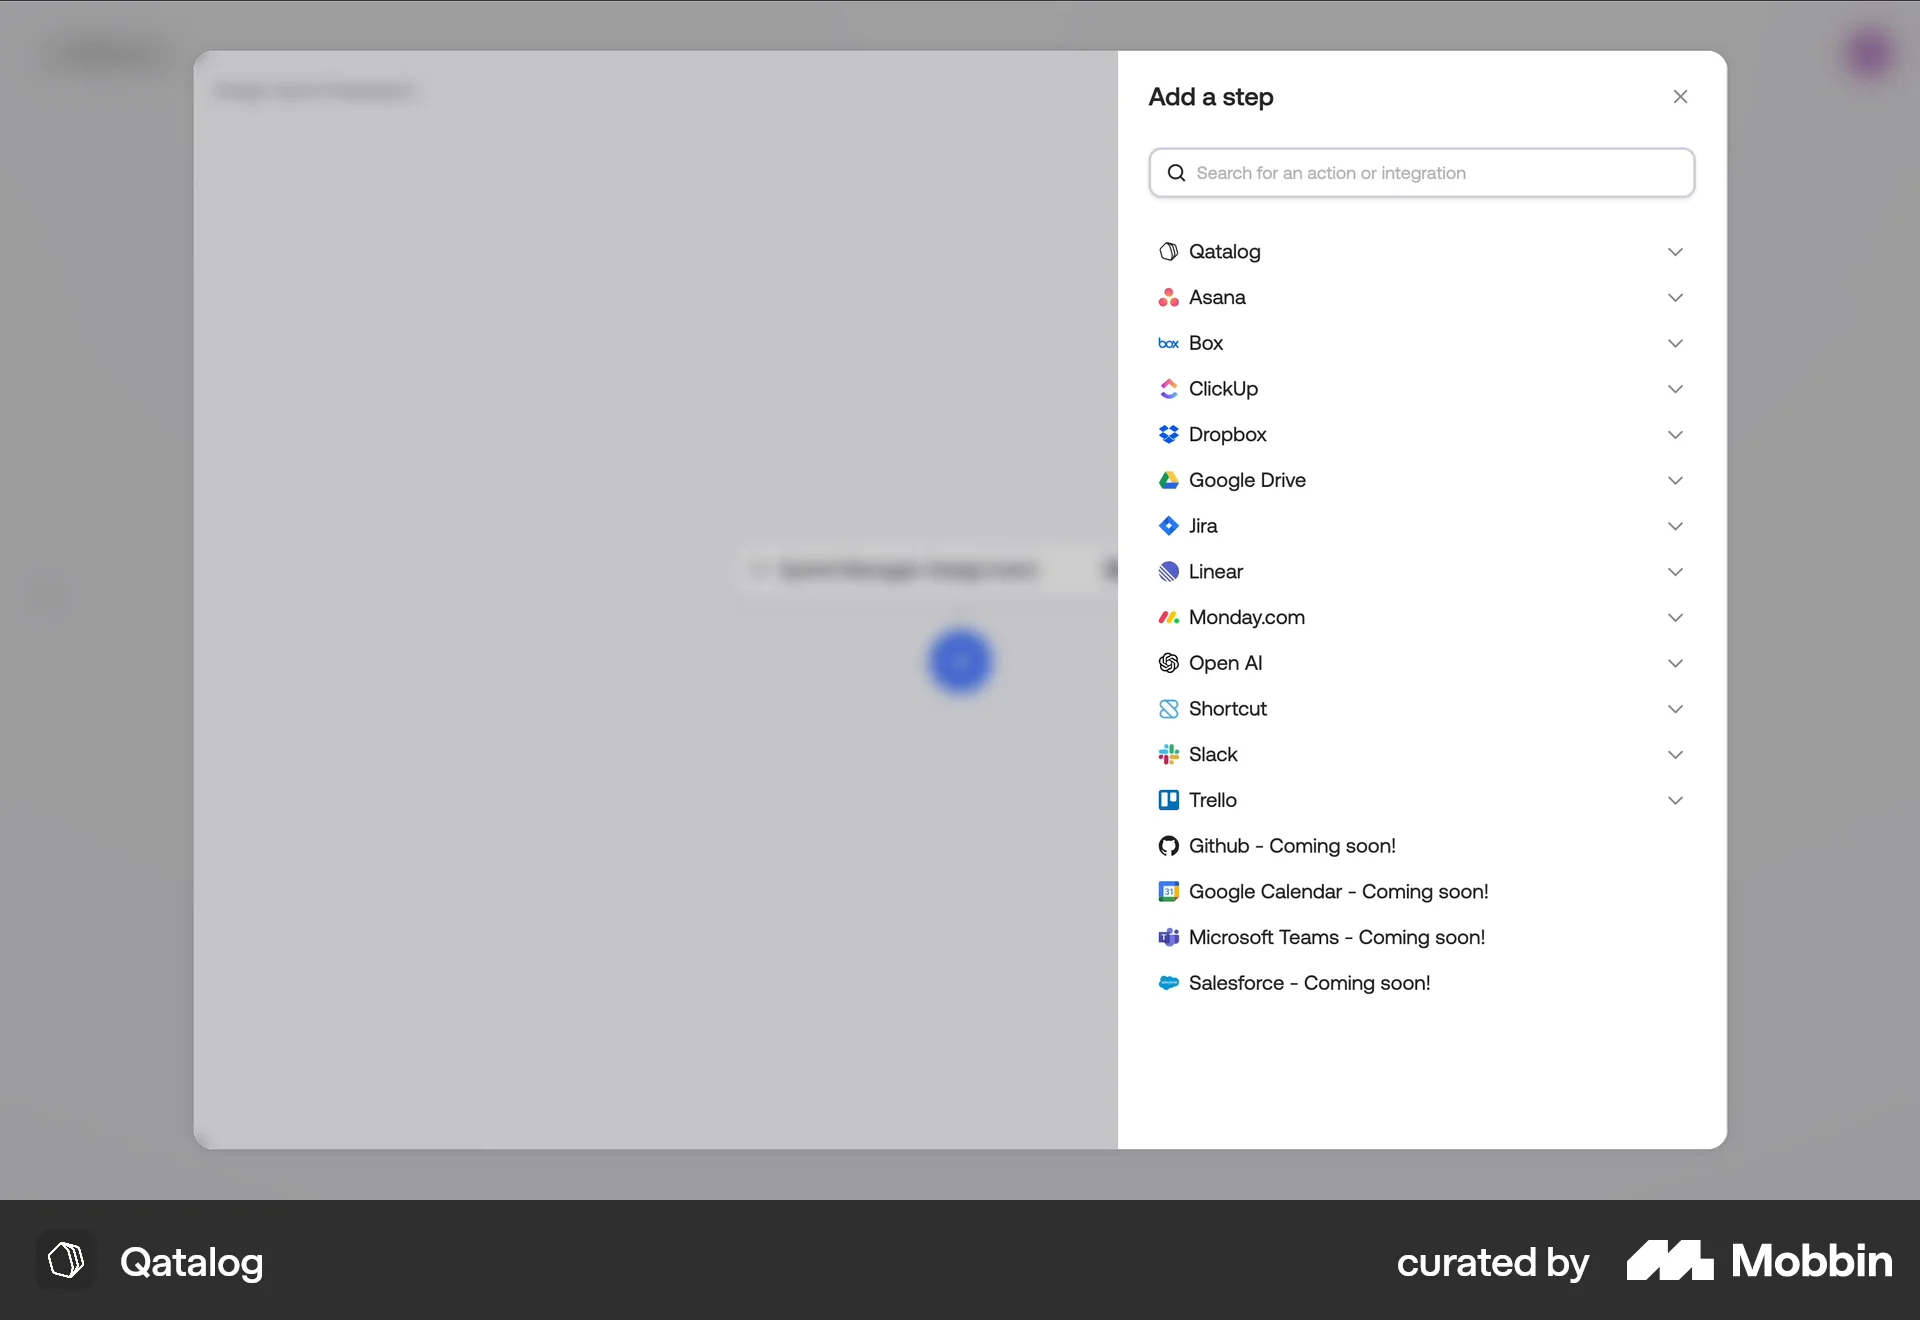 Add a step
Search for an action or integration
Qatalog
Asana
box Box
ClickUp
Dropbox
Google Drive
Jira
Linear
Monday.com
Open AI
Shortcut
Slack
Trello
Github - Coming soon!
31 Google Calendar - Coming soon!
Microsoft Teams - Coming soon!
Salesforce - Coming soon!
Qatalog
curated by Mobbin